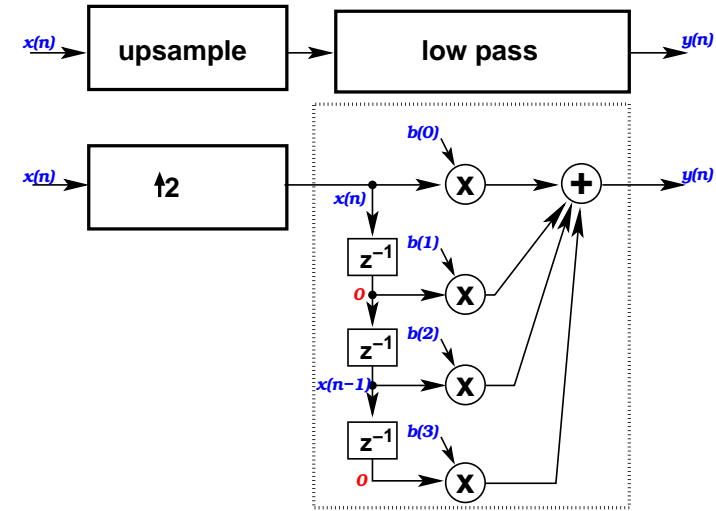 x(n) upsample low pass y(n)
b(0)
x(n) ↑2 X + y(n)
x(n)
b(1)
z⁻¹
0 X
b(2)
z⁻¹
x(n−1) X
b(3)
z⁻¹
0 X